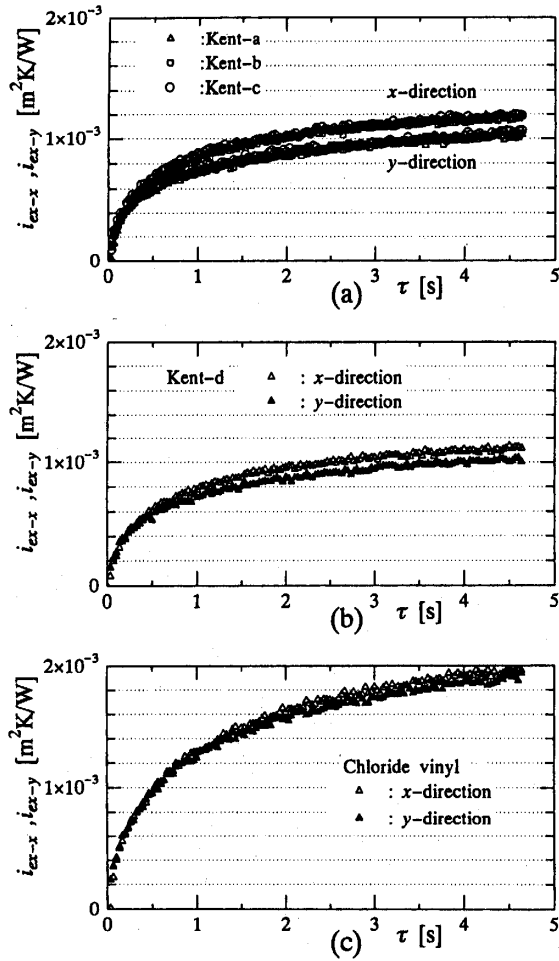 2×10⁻³
△ :Kent-a
□ :Kent-b
○ :Kent-c
x-direction
1×10⁻³
y-direction
iex-x , iex-y [m²K/W]
0
0 1 2 3 4 5
(a) τ [s]
2×10⁻³
Kent-d △ : x-direction
▲ : y-direction
1×10⁻³
iex-x , iex-y [m²K/W]
0
0 1 2 3 4 5
(b) τ [s]
2×10⁻³
1×10⁻³
Chloride vinyl
△ : x-direction
▲ : y-direction
iex-x , iex-y [m²K/W]
0
0 1 2 3 4 5
(c) τ [s]